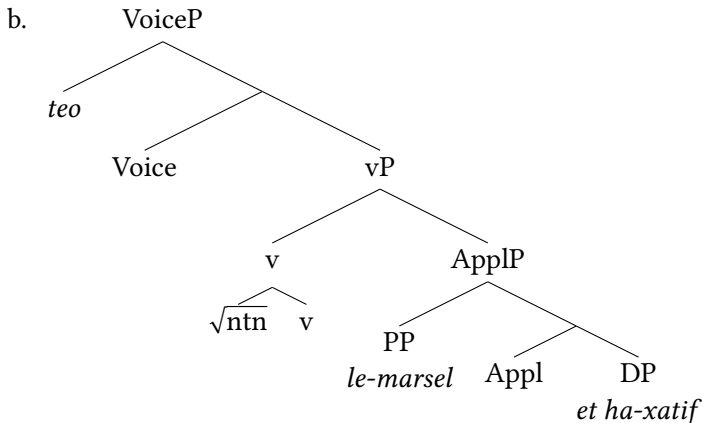 b. VoiceP
teo
Voice vP
v ApplP
√ntn v PP
le-marsel Appl DP
et ha-xatif